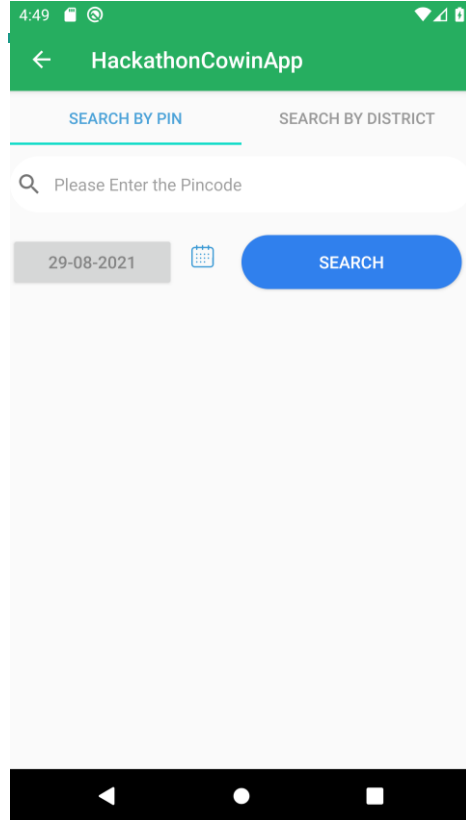 4:49
HackathonCowinApp
SEARCH BY PIN SEARCH BY DISTRICT
Please Enter the Pincode
29-08-2021 SEARCH